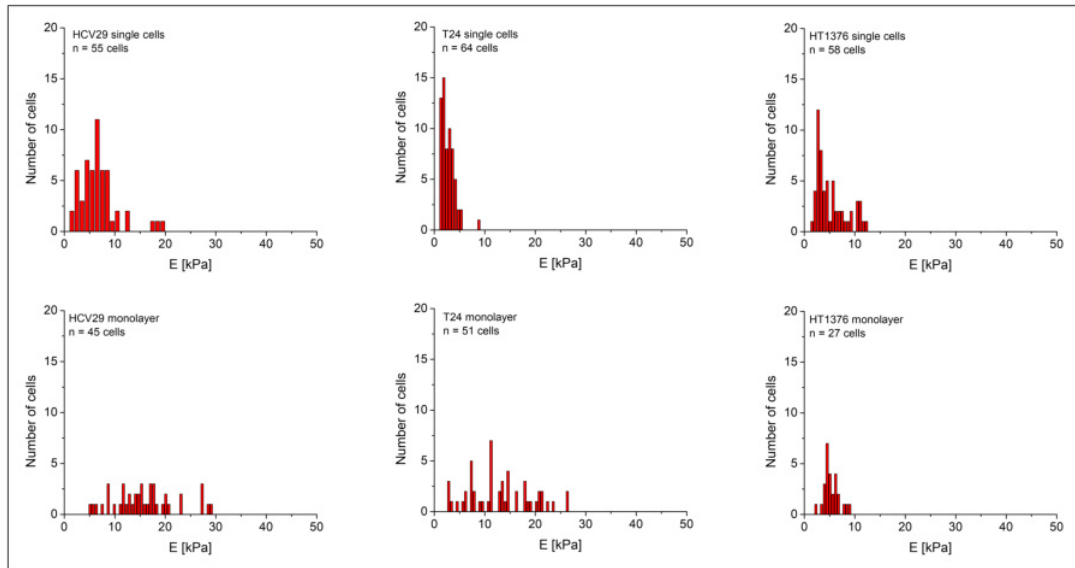 HCV29 single cells
n = 55 cells
Number of cells
20
15
10
5
0
0 10 20 30 40 50
E [kPa]
T24 single cells
n = 64 cells
Number of cells
20
15
10
5
0
0 10 20 30 40 50
E [kPa]
HT1376 single cells
n = 58 cells
Number of cells
20
15
10
5
0
0 10 20 30 40 50
E [kPa]
HCV29 monolayer
n = 45 cells
Number of cells
20
15
10
5
0
0 10 20 30 40 50
E [kPa]
T24 monolayer
n = 51 cells
Number of cells
20
15
10
5
0
0 10 20 30 40 50
E [kPa]
HT1376 monolayer
n = 27 cells
Number of cells
20
15
10
5
0
0 10 20 30 40 50
E [kPa]